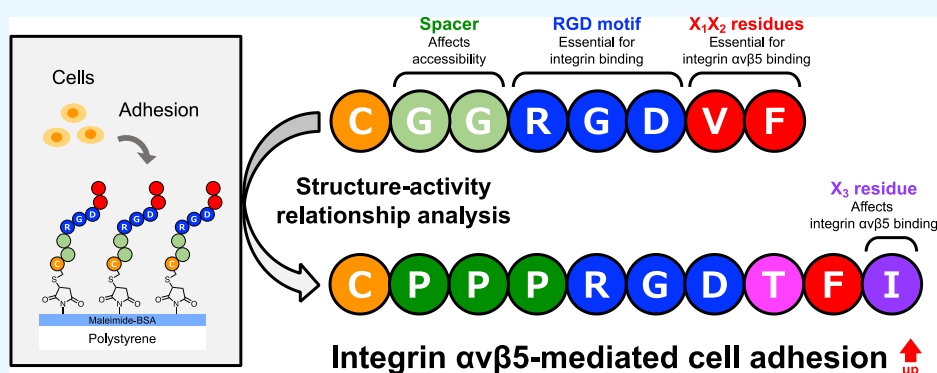 Cells
Adhesion
R G D
R G D
R G D
C
C
C
S
S
S
O N O
O N O
O N O
Maleimide-BSA
Polystyrene
Spacer
Affects
accessibility
RGD motif
Essential for
integrin binding
X₁X₂ residues
Essential for
integrin αvβ5 binding
C G G R G D V F
Structure-activity
relationship analysis
X₃ residue
Affects
integrin αvβ5 binding
C P P P R G D T F I
Integrin αvβ5-mediated cell adhesion
up